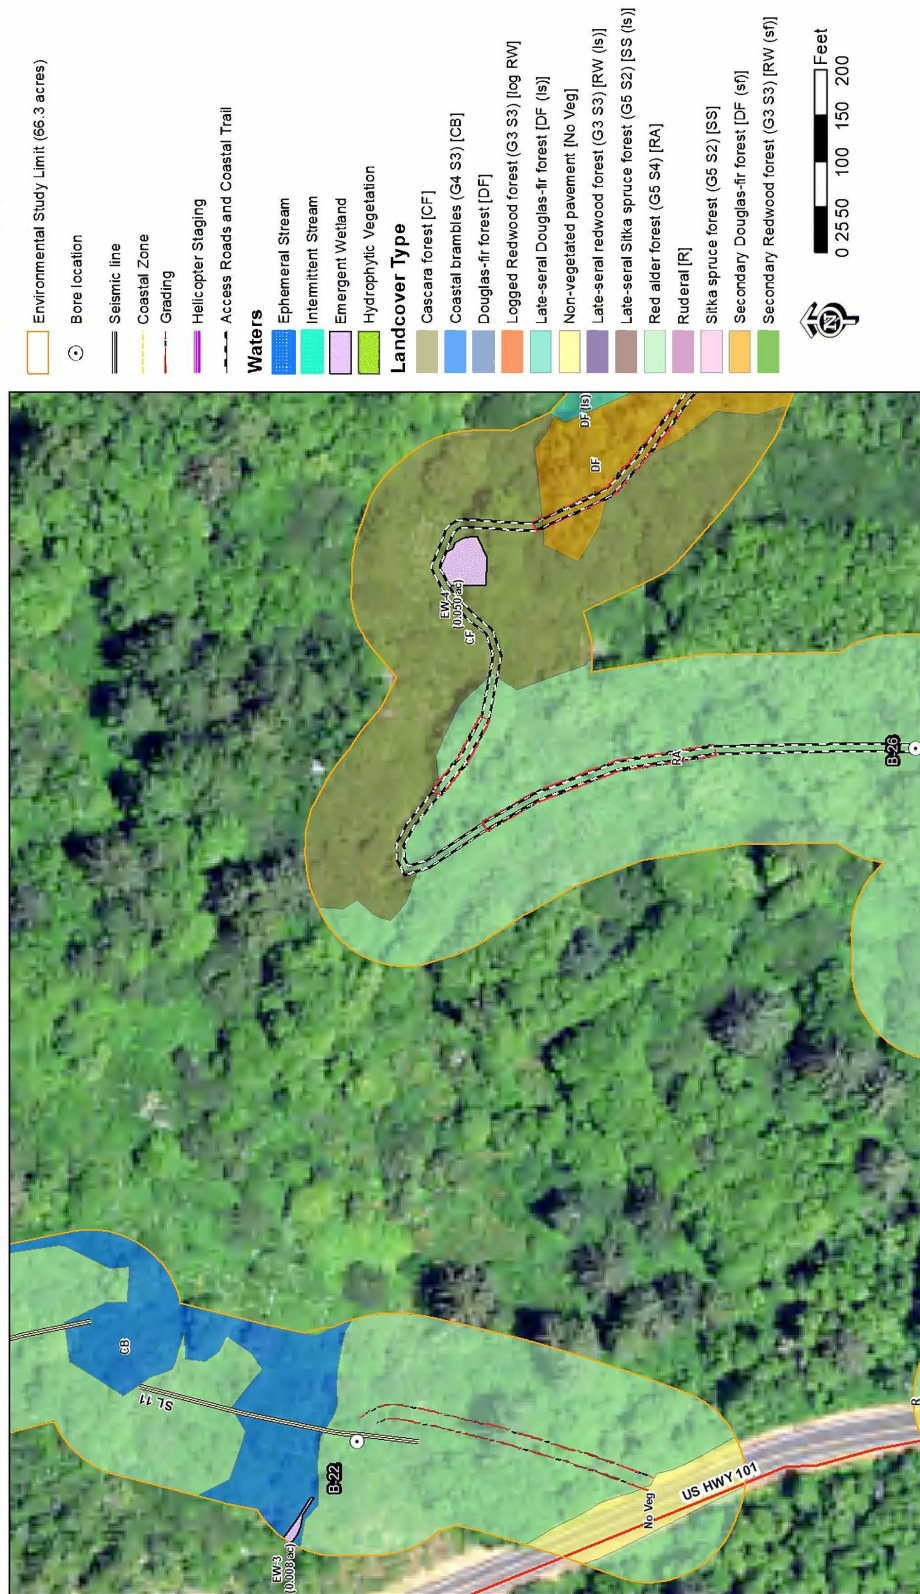 Environmental Study Limit (66.3 acres)
Bore location
Seismic line
Coastal Zone
Grading
Helicopter Staging
Access Roads and Coastal Trail
Waters
Ephemeral Stream
Intermittent Stream
Emergent Wetland
Hydrophytic Vegetation
Landcover Type
Cascara forest [CF]
Coastal brambles (G4 S3) [CB]
Douglas-fir forest [DF]
Logged Redwood forest (G3 S3) [log RW]
Late-seral Douglas-fir forest [DF (ls)]
Non-vegetated pavement [No Veg]
Late-seral redwood forest (G3 S3) [RW (ls)]
Late-seral Sitka spruce forest (G5 S2) [SS (ls)]
Red alder forest (G5 S4) [RA]
Ruderal [R]
Sitka spruce forest (G5 S2) [SS]
Secondary Douglas-fir forest [DF (sf)]
Secondary Redwood forest (G3 S3) [RW (sf)]
N
Feet
0 25 50 100 150 200
DF (ls)
DF
EW-4
(0.050 ac)
CF
RA
B-26
CB
SL 11
B-22
EW-3
(0.008 ac)
No Veg
US HWY 101
R